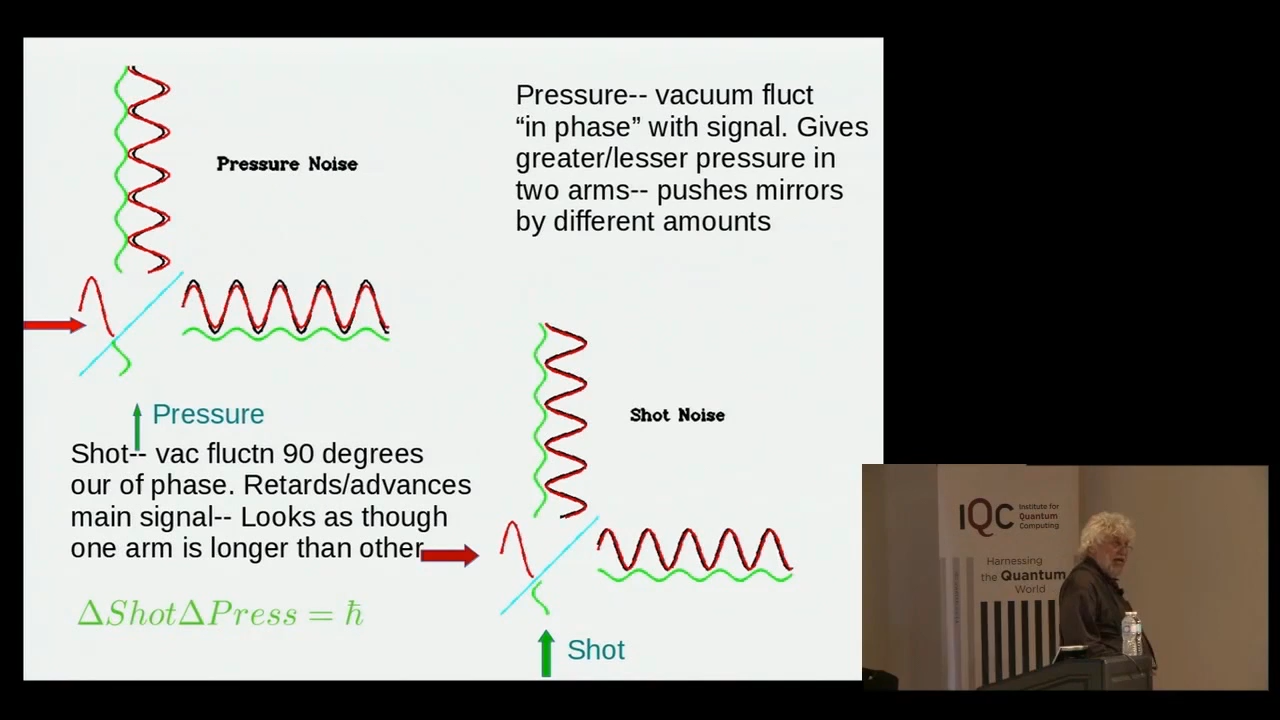 Pressure-- vacuum fluct
“in phase” with signal. Gives
greater/lesser pressure in
two arms-- pushes mirrors
by different amounts
Pressure Noise
Pressure
Shot-- vac fluctn 90 degrees
our of phase. Retards/advances
main signal-- Looks as though
one arm is longer than other
ΔShotΔPress = ħ
Shot Noise
Shot
IQC
Institute for
Quantum
Computing
Harnessing
the Quantum
World